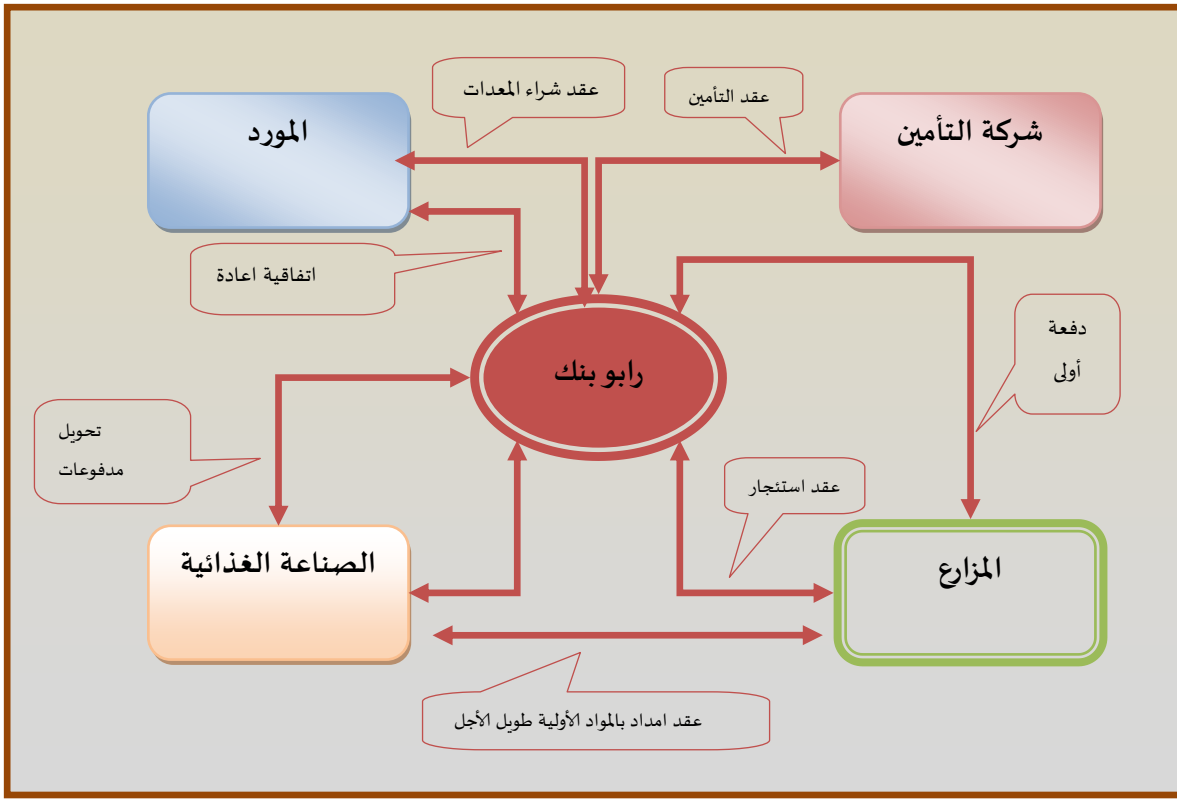 عقد التأمين
عقد شراء المعدات
شركة التأمين
المورد
اتفاقية اعادة
دفعة
أولى
رابو بنك
تحويل
مدفوعات
عقد استئجار
المزارع
الصناعة الغذائية
عقد امداد بالمواد الأولية طويل الأجل